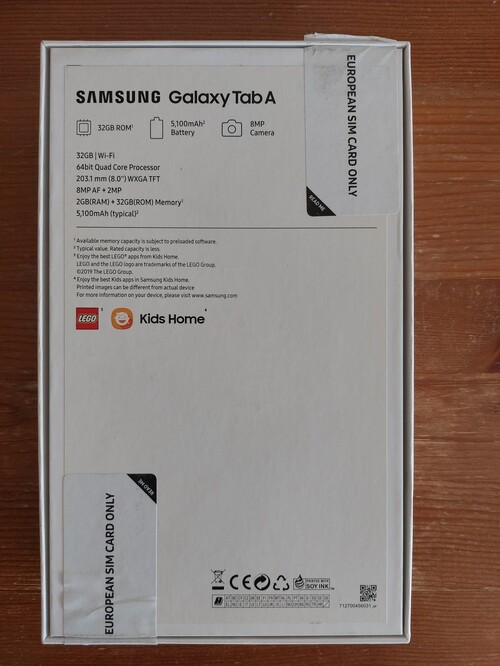 SAMSUNG Galaxy Tab A
32GB ROM¹
5,100mAh² Battery
8MP Camera
32GB | Wi-Fi
64bit Quad Core Processor
203.1 mm (8.0") WXGA TFT
8MP AF + 2MP
2GB(RAM) + 32GB(ROM) Memory¹
5,100mAh (typical)²
¹ Available memory capacity is subject to preloaded software.
² Typical value. Rated capacity is less.
³ Enjoy the best LEGO® apps from Kids Home.
LEGO and the LEGO logo are trademarks of the LEGO Group.
©2019 The LEGO Group.
⁴ Enjoy the best Kids apps in Samsung Kids Home.
Printed images can be different from actual device
For more information on your device, please visit www.samsung.com
LEGO ³ Kids Home ⁴
EUROPEAN SIM CARD ONLY
READ ME
EUROPEAN SIM CARD ONLY
READ ME
CE
PRINTED WITH
SOY INK